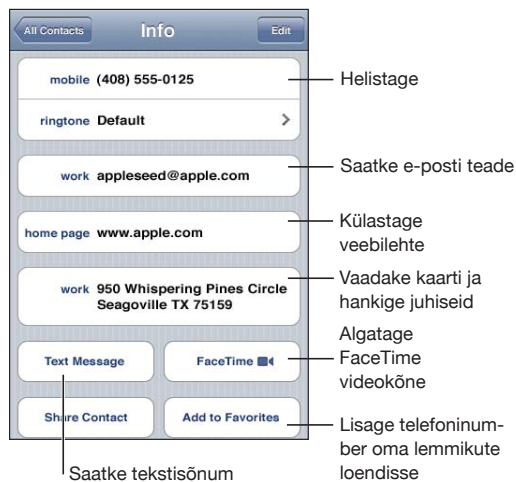 All Contacts Info Edit
mobile (408) 555-0125
Helistage
ringtone Default
work appleseed@apple.com
Saatke e-posti teade
home page www.apple.com
Külastage
veebilehte
work 950 Whispering Pines Circle
Seagoville TX 75159
Vaadake kaarti ja
hankige juhiseid
Text Message
FaceTime
Algatage
FaceTime
videokõne
Share Contact
Add to Favorites
Lisage telefoninum-
ber oma lemmikute
loendisse
Saatke tekstisõnum